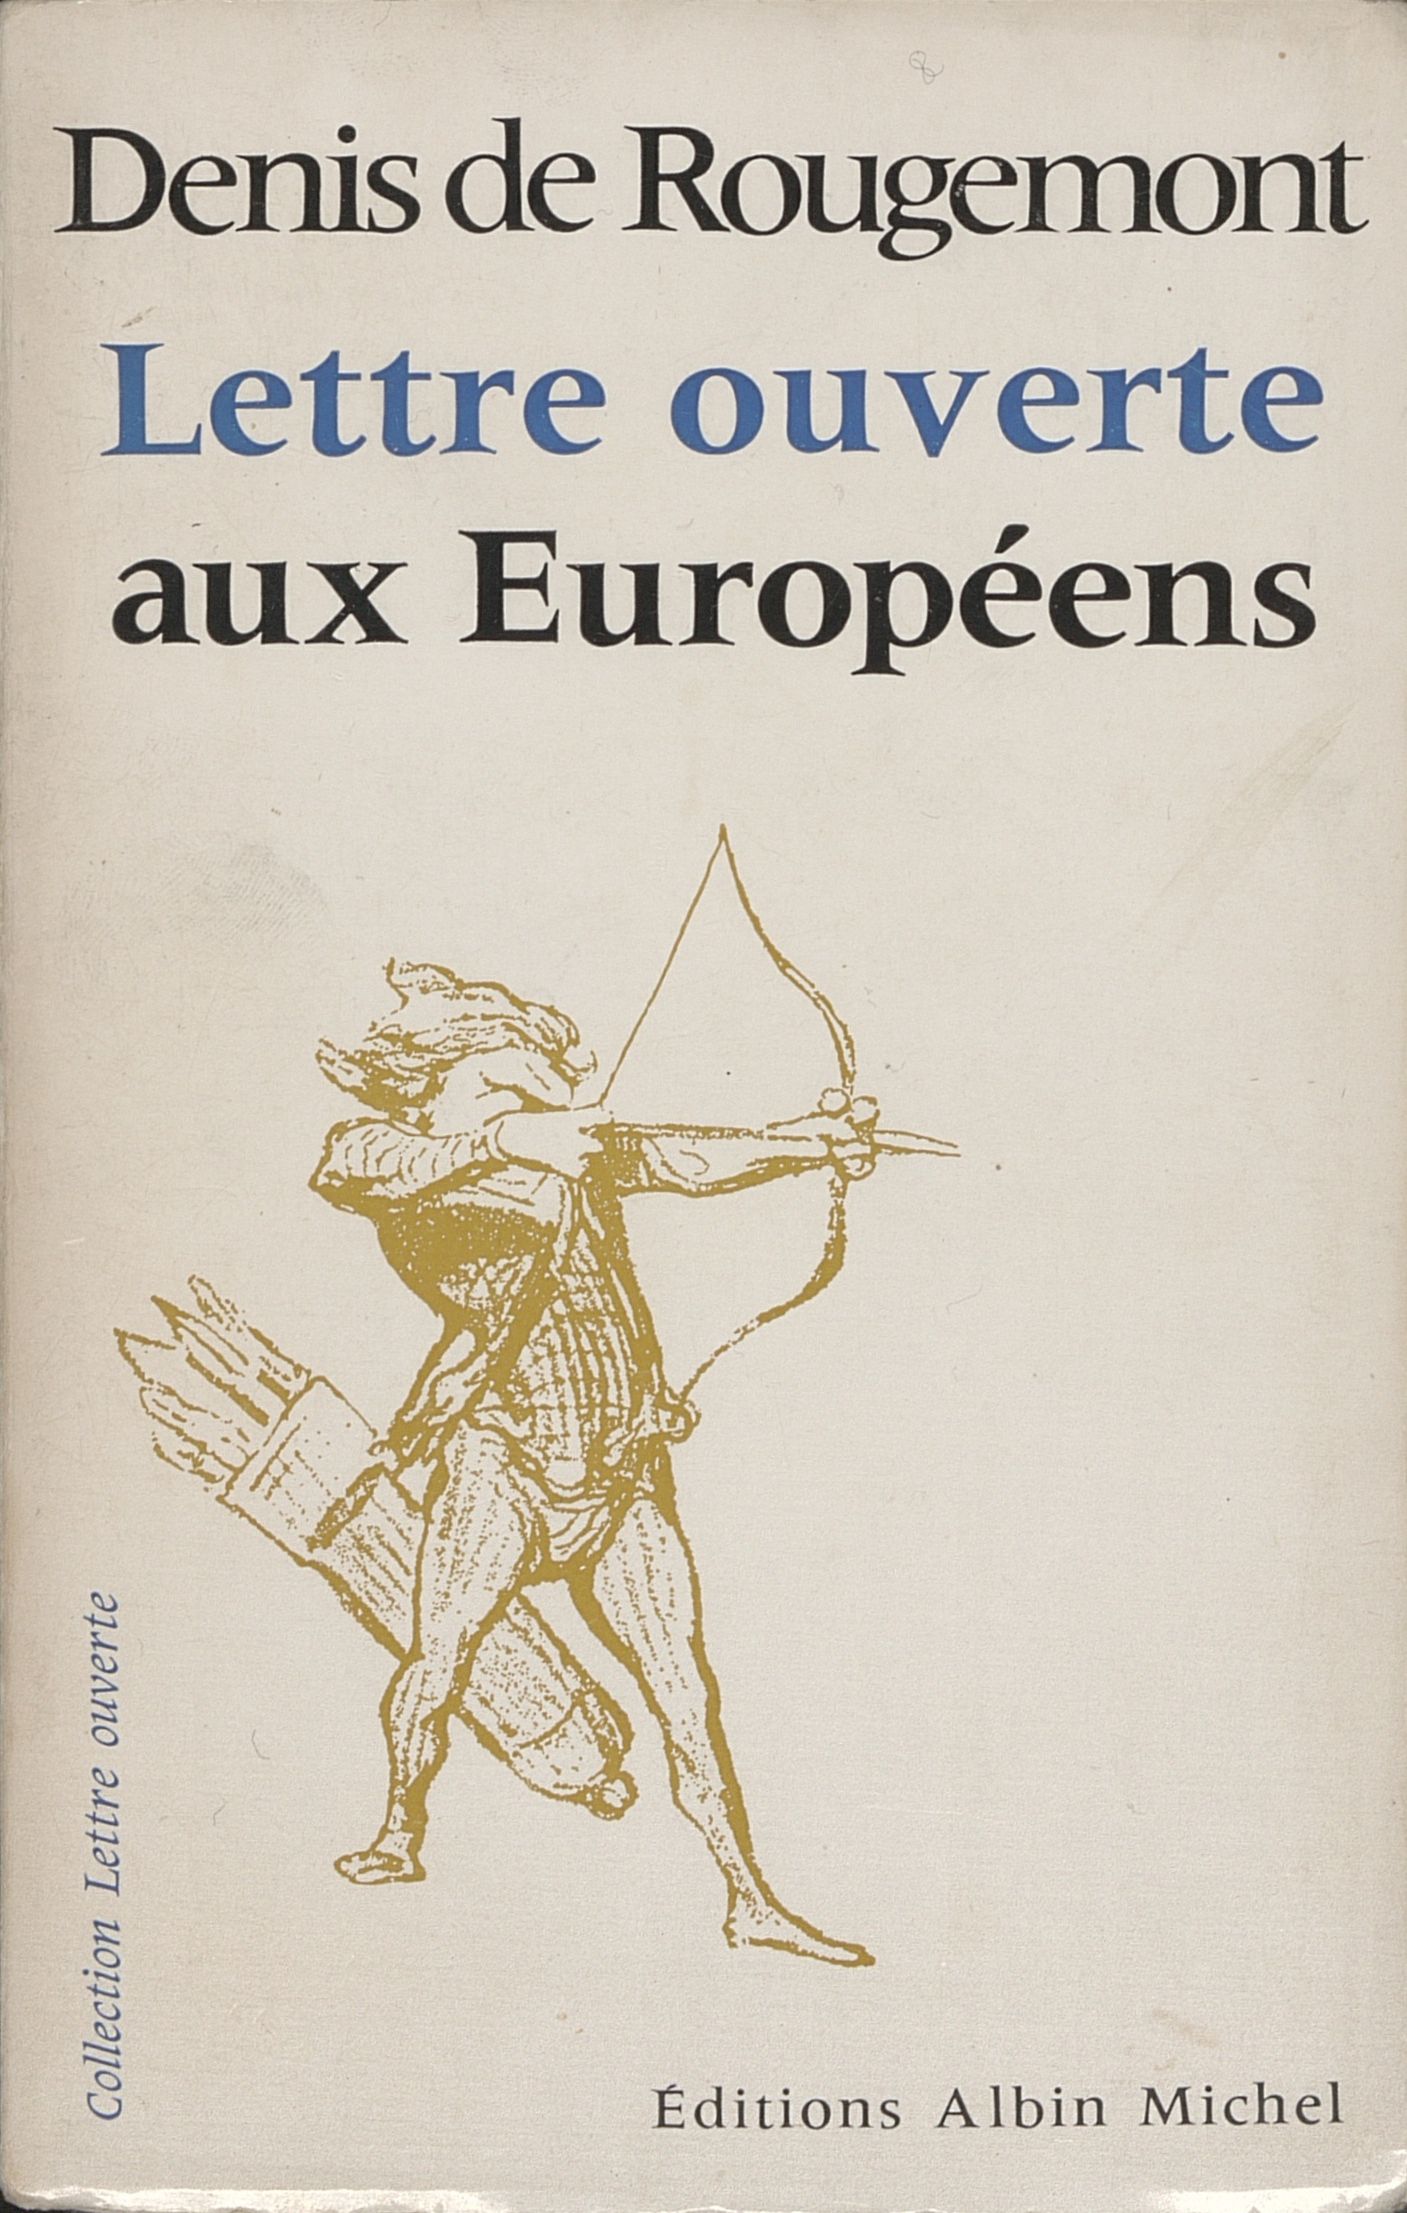 Denis de Rougemont
Lettre ouverte
aux Européens
Collection Lettre ouverte
Éditions Albin Michel